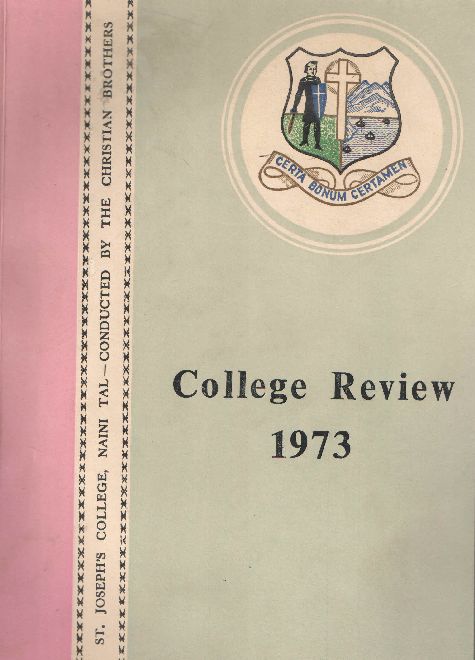 CERTA BONUM CERTAMEN
College Review
1973
ST. JOSEPH'S COLLEGE, NAINI TAL—CONDUCTED BY THE CHRISTIAN BROTHERS